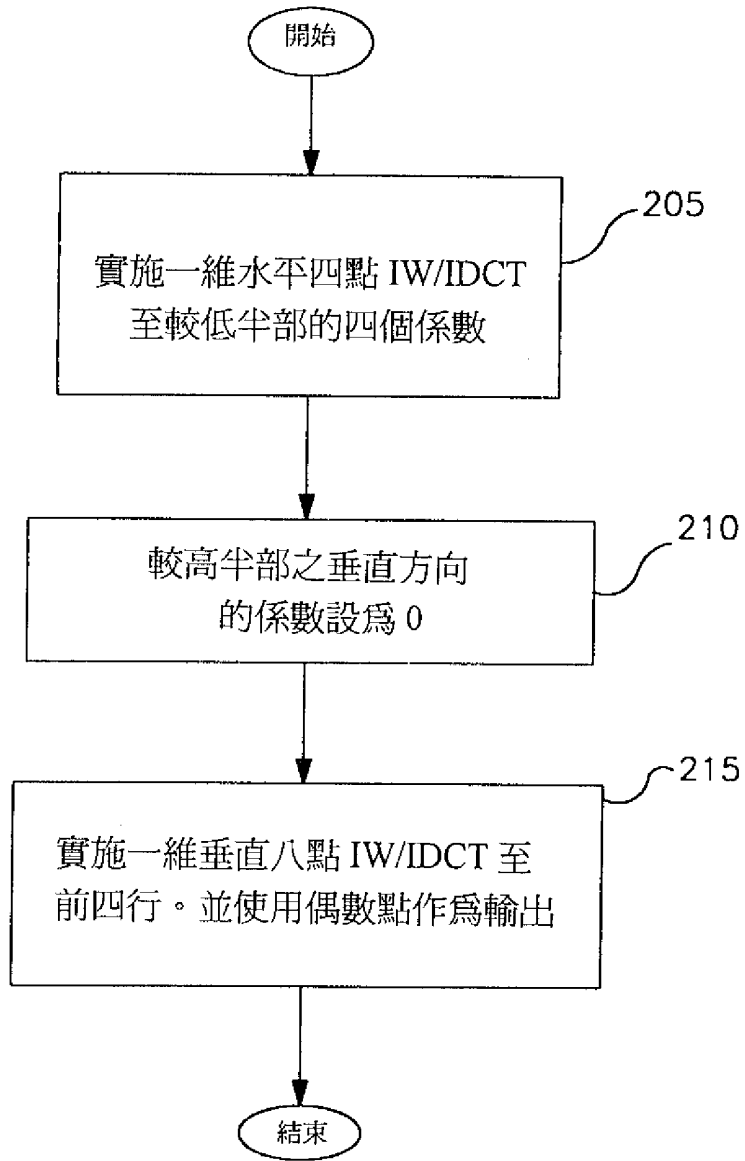 開始
205
實施一維水平四點 IW/IDCT
至較低半部的四個係數
210
較高半部之垂直方向
的係數設爲 0
215
實施一維垂直八點 IW/IDCT 至
前四行。並使用偶數點作爲輸出
結束